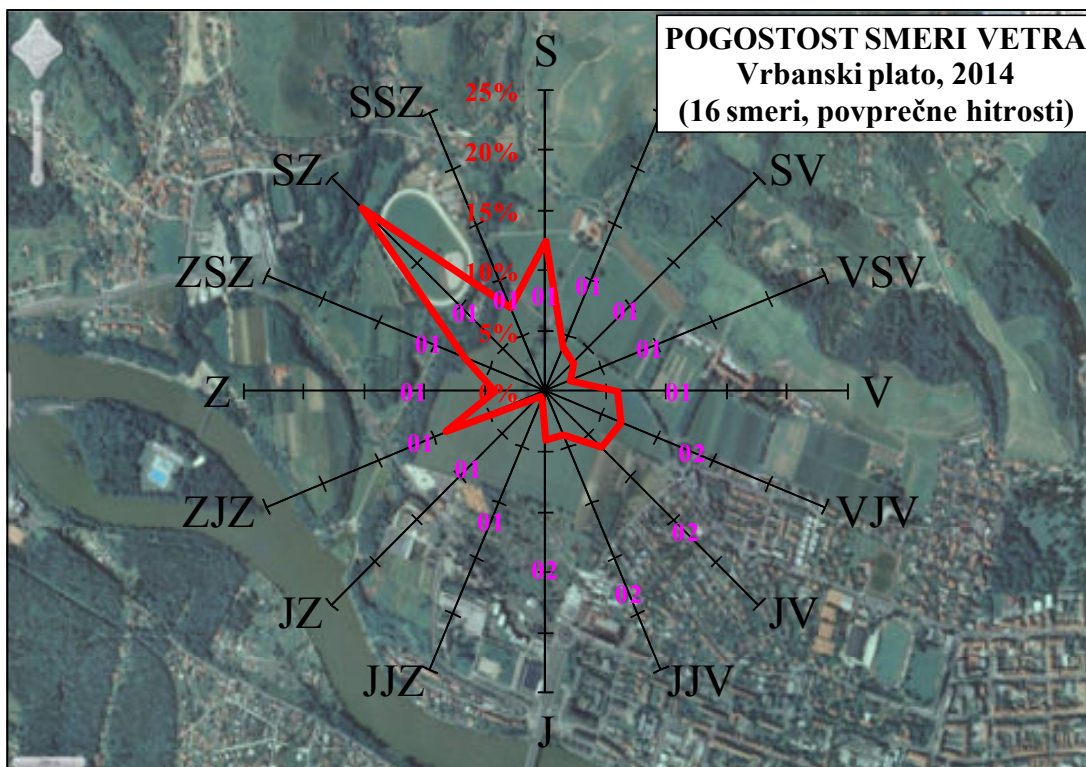 POGOSTOST SMERI VETRA
Vrbanski plato, 2014
(16 smeri, povprečne hitrosti)
S
25%
SSZ
20%
SZ
SV
15%
ZSZ
10%
VSV
01
01
01
01
01
5%
01
01
01
Z
01
0%
01
V
01
02
01
ZJZ
VJV
01
02
02
02
JZ
JV
JJZ
JJV
J